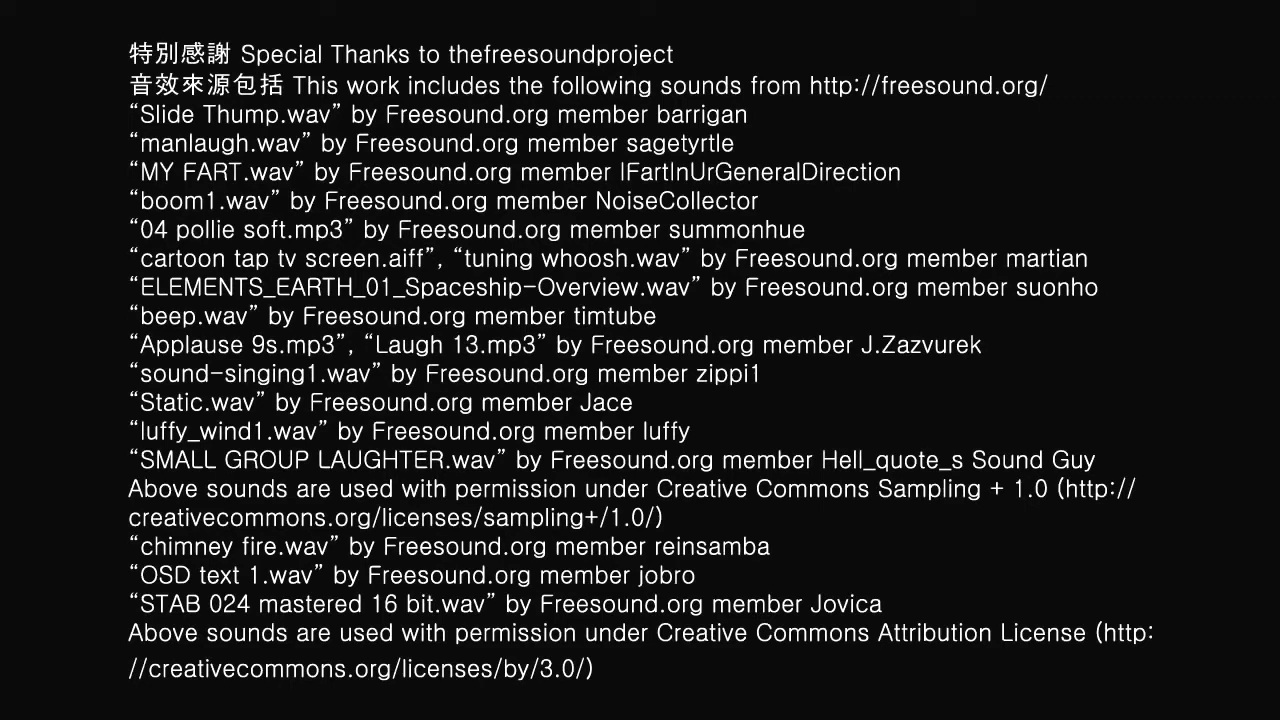 特別感謝 Special Thanks to thefreesoundproject
音效來源包括 This work includes the following sounds from http://freesound.org/
“Slide Thump.wav” by Freesound.org member barrigan
“manlaugh.wav” by Freesound.org member sagetyrtle
“MY FART.wav” by Freesound.org member IFartInUrGeneralDirection
“boom1.wav” by Freesound.org member NoiseCollector
“04 pollie soft.mp3” by Freesound.org member summonhue
“cartoon tap tv screen.aiff”, “tuning whoosh.wav” by Freesound.org member martian
“ELEMENTS_EARTH_01_Spaceship-Overview.wav” by Freesound.org member suonho
“beep.wav” by Freesound.org member timtube
“Applause 9s.mp3”, “Laugh 13.mp3” by Freesound.org member J.Zazvurek
“sound-singing1.wav” by Freesound.org member zippi1
“Static.wav” by Freesound.org member Jace
“luffy_wind1.wav” by Freesound.org member luffy
“SMALL GROUP LAUGHTER.wav” by Freesound.org member Hell_quote_s Sound Guy
Above sounds are used with permission under Creative Commons Sampling + 1.0 (http://
creativecommons.org/licenses/sampling+/1.0/)
“chimney fire.wav” by Freesound.org member reinsamba
“OSD text 1.wav” by Freesound.org member jobro
“STAB 024 mastered 16 bit.wav” by Freesound.org member Jovica
Above sounds are used with permission under Creative Commons Attribution License (http:
//creativecommons.org/licenses/by/3.0/)